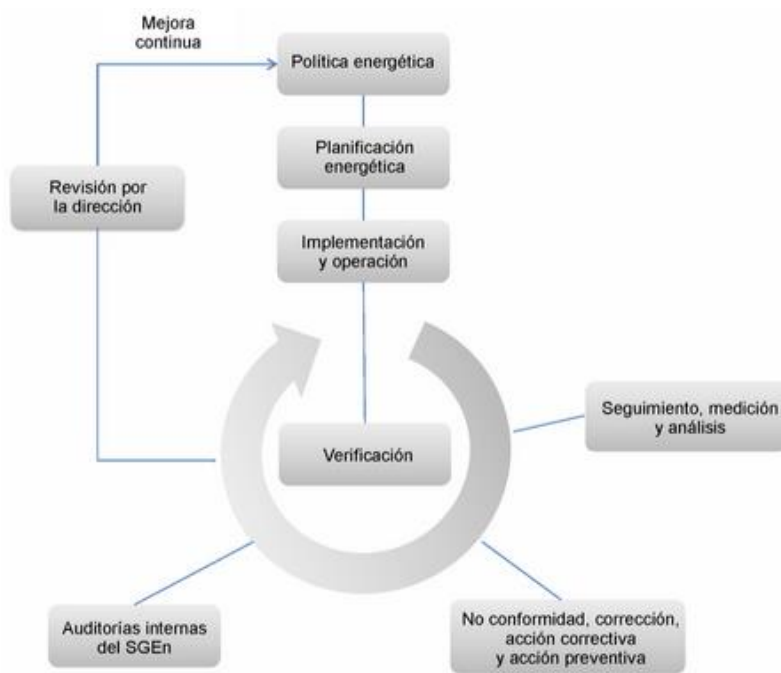 Mejora
continua
Política energética
Planificación
energética
Revisión por
la dirección
Implementación
y operación
Seguimiento, medición
y análisis
Verificación
Auditorías internas
del SGEn
No conformidad, corrección,
acción correctiva
y acción preventiva